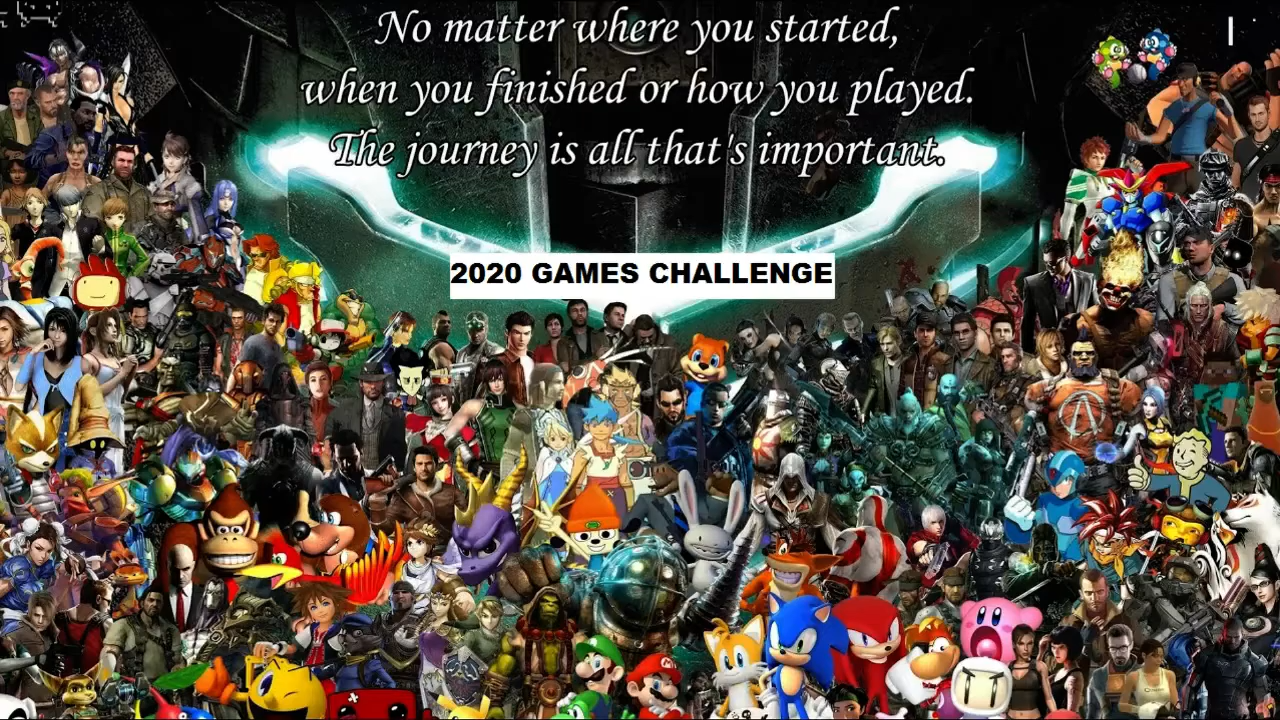 No matter where you started,
when you finished or how you played.
The journey is all that's important.
2020 GAMES CHALLENGE